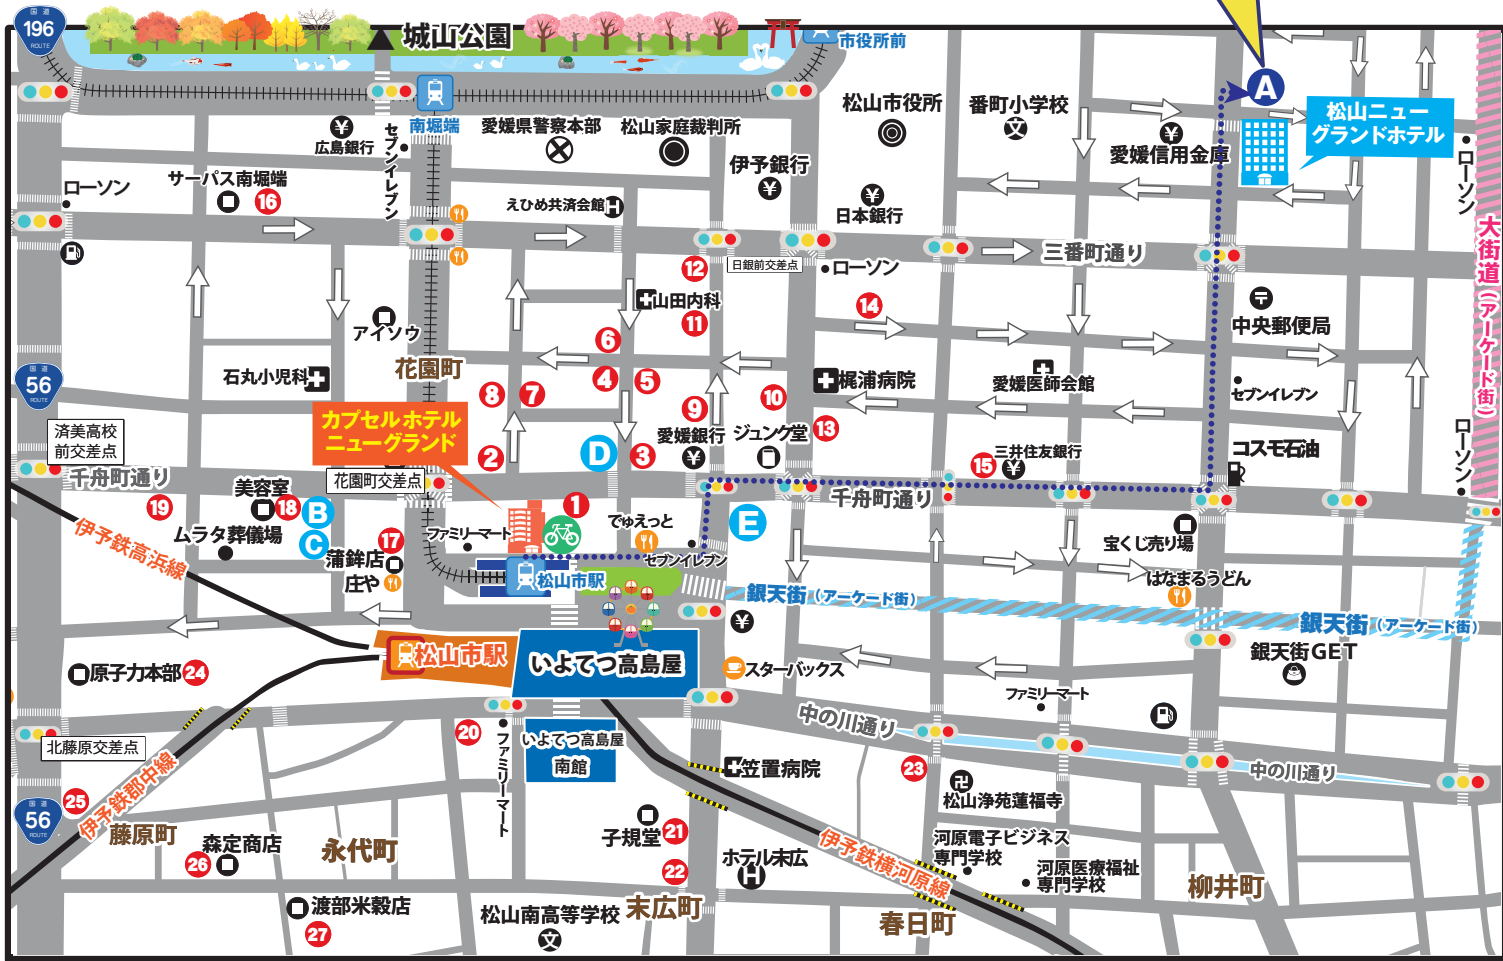 国道
196
ROUTE
城山公園
市役所前
南堀端
広島銀行
セブンイレブン
愛媛県警察本部
松山家庭裁判所
松山市役所
番町小学校
文
愛媛信用金庫
A
松山ニュー
グランドホテル
ローソン
ローソン
サーパス南堀端
16
えひめ共済会館
H
伊予銀行
日本銀行
三番町通り
大街道(アーケード街)
12
日銀前交差点
ローソン
山田内科
11
14
中央郵便局
アイソゥ
花園町
6
4
5
8
7
石丸小児科
国道
56
ROUTE
済美高校
前交差点
カプセルホテル
ニューグランド
9
10
梶浦病院
愛媛医師会館
セブンイレブン
愛媛銀行
ジュンク堂
13
三井住友銀行
15
コスモ石油
ローソン
2
D
3
千舟町通り
花園町交差点
千舟町通り
19
美容室
18
B
C
ムラタ葬儀場
伊予鉄高浜線
17
蒲鉾店
庄や
ファミリーマート
1
でゅえっと
セブンイレブン
E
宝くじ売り場
はなまるうどん
松山市駅
銀天街(アーケード街)
銀天街(アーケード街)
銀天街GET
松山市駅
いよてつ高島屋
スターバックス
ファミリーマート
原子力本部
24
中の川通り
中の川通り
20
ファミリーマート
いよてつ高島屋
南館
北藤原交差点
伊予鉄郡中線
25
国道
56
ROUTE
藤原町
笠置病院
23
松山浄苑蓮福寺
森定商店
26
永代町
子規堂
21
22
ホテル末広
H
伊予鉄横河原線
河原電子ビジネス
専門学校
河原医療福祉
専門学校
柳井町
渡部米穀店
27
松山南高等学校
文
末広町
春日町